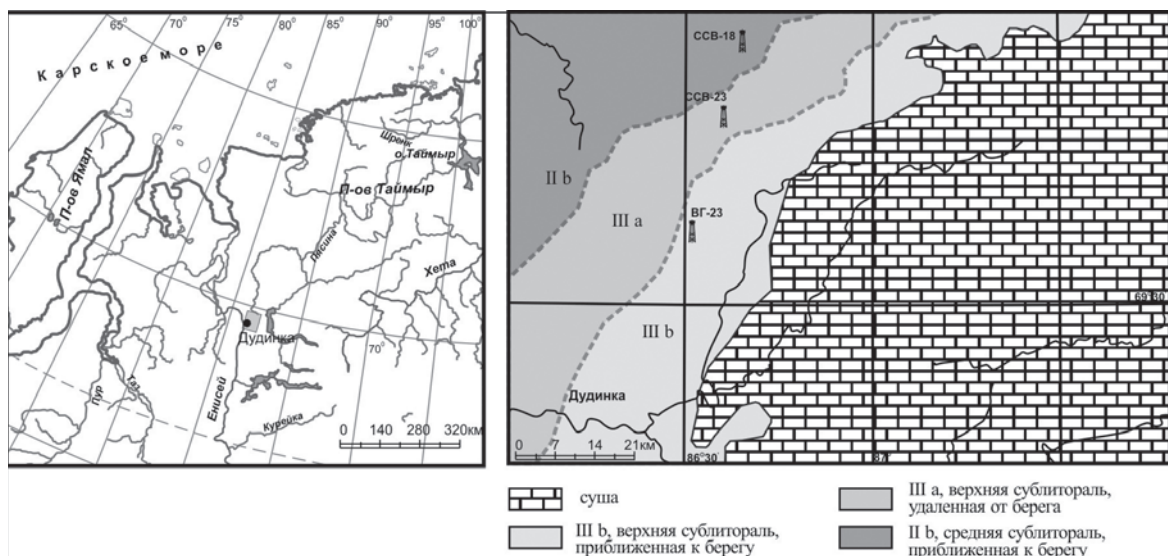 65°
70°
75°
80°
85°
90°
95°
100°
Карское море
П-ов Ямал
Шренк
о.Таймыр
П-ов Таймыр
Пясина
Хета
Дудинка
70°
Енисей
Таз
Пур
Курейка
0 140 280 320км
ССВ-18
ССВ-23
II b
III a
ВГ-23
69°30'
III b
Дудинка
0 7 14 21км
86°30'
87°
суша
III b, верхняя сублитораль,
приближенная к берегу
III a, верхняя сублитораль,
удаленная от берега
II b, средняя сублитораль,
приближенная к берегу